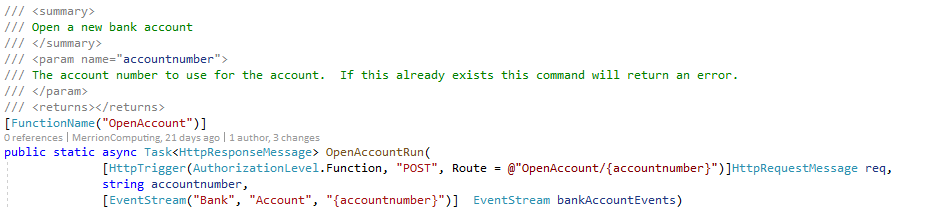 /// <summary>
/// Open a new bank account
/// </summary>
/// <param name="accountnumber">
/// The account number to use for the account.  If this already exists this command will return an error.
/// </param>
/// <returns></returns>
[FunctionName("OpenAccount")]
0 references | MerrionComputing, 21 days ago | 1 author, 3 changes
public static async Task<HttpResponseMessage> OpenAccountRun(
[HttpTrigger(AuthorizationLevel.Function, "POST", Route = @"OpenAccount/{accountnumber}")]HttpRequestMessage req,
string accountnumber,
[EventStream("Bank", "Account", "{accountnumber}")]  EventStream bankAccountEvents)